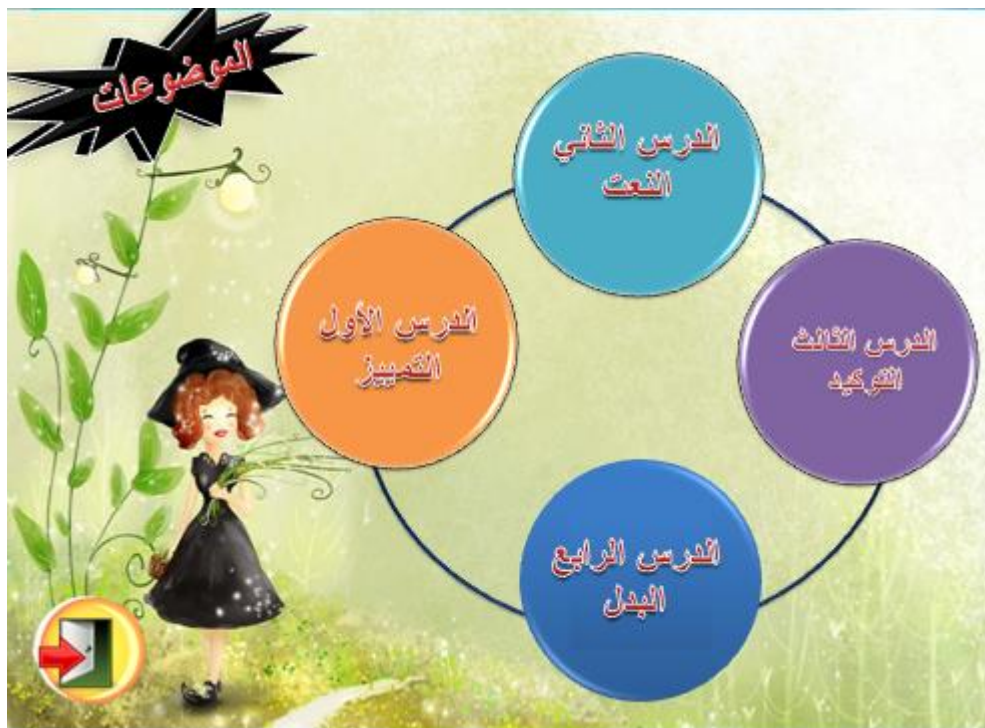 الموضوعات
الدرس الثاني
النعت
الدرس الأول
التمييز
الدرس الثالث
التوكيد
الدرس الرابع
البدل